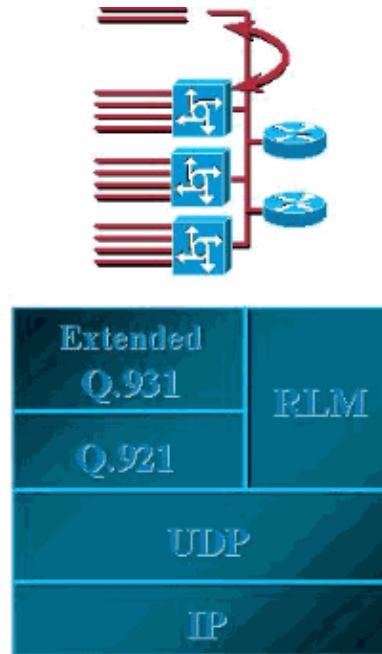 Extended
Q.931
RLM
Q.921
UDP
IP